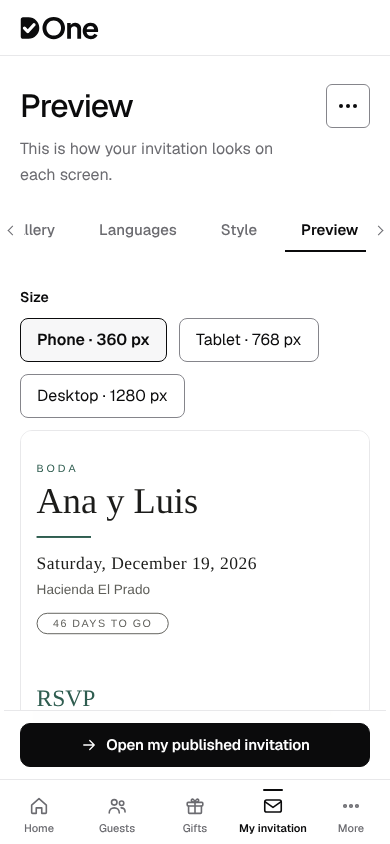 One
Preview
This is how your invitation looks on
each screen.
llery
Languages
Style
Preview
Size
Phone · 360 px
Tablet · 768 px
Desktop · 1280 px
BODA
Ana y Luis
Saturday, December 19, 2026
Hacienda El Prado
46 DAYS TO GO
RSVP
Open my published invitation
Home
Guests
Gifts
My invitation
More